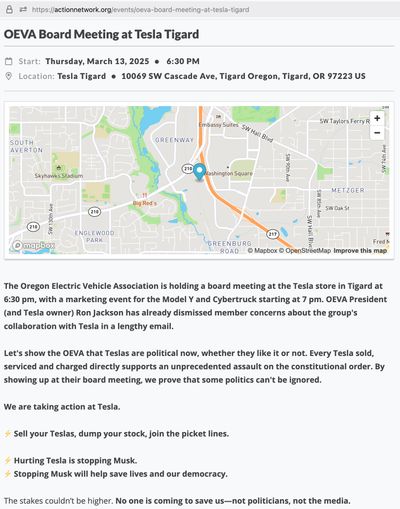 https://actionnetwork.org/events/oeva-board-meeting-at-tesla-tigard
OEVA Board Meeting at Tesla Tigard
Start: Thursday, March 13, 2025 • 6:30 PM
Location: Tesla Tigard • 10069 SW Cascade Ave, Tigard Oregon, Tigard, OR 97223 US
Embassy Suites
SW Hall Blvd
SW Taylors Ferry R
+
−
SOUTH
AVERTON
GREENWAY
Skyhawks Stadium
210
Washington Square
METZGER
11
Big Red's
SW Oak St
210
210
217
ENGLEWOOD
PARK
GREENBURG
ROAD
Fred M
mapbox
© Mapbox © OpenStreetMap Improve this map
The Oregon Electric Vehicle Association is holding a board meeting at the Tesla store in Tigard at
6:30 pm, with a marketing event for the Model Y and Cybertruck starting at 7 pm. OEVA President
(and Tesla owner) Ron Jackson has already dismissed member concerns about the group's
collaboration with Tesla in a lengthy email.
Let's show the OEVA that Teslas are political now, whether they like it or not. Every Tesla sold,
serviced and charged directly supports an unprecedented assault on the constitutional order. By
showing up at their board meeting, we prove that some politics can't be ignored.
We are taking action at Tesla.
⚡ Sell your Teslas, dump your stock, join the picket lines.
⚡ Hurting Tesla is stopping Musk.
⚡ Stopping Musk will help save lives and our democracy.
The stakes couldn't be higher. No one is coming to save us—not politicians, not the media.